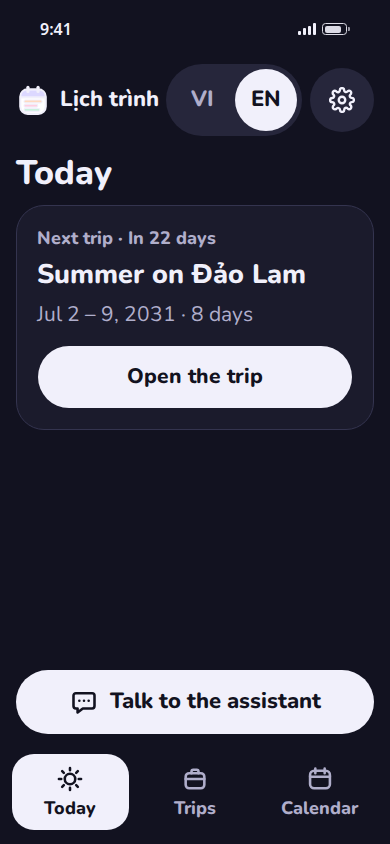 9:41
Lịch trình
VI
EN
Today
Next trip · In 22 days
Summer on Đảo Lam
Jul 2 – 9, 2031 · 8 days
Open the trip
Talk to the assistant
Today
Trips
Calendar